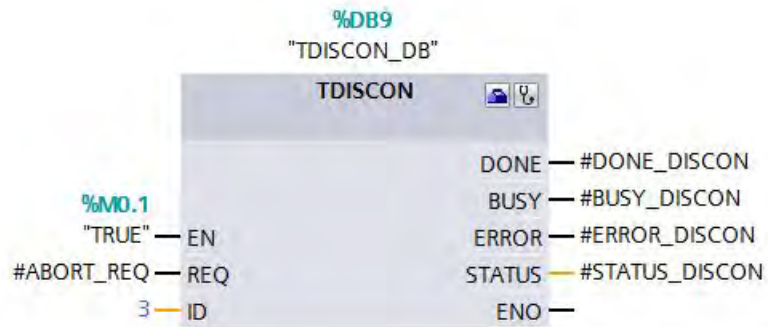 %DB9
"TDISCON_DB"
TDISCON
DONE #DONE_DISCON
%M0.1 BUSY #BUSY_DISCON
"TRUE" EN ERROR #ERROR_DISCON
#ABORT_REQ REQ STATUS #STATUS_DISCON
3 ID ENO